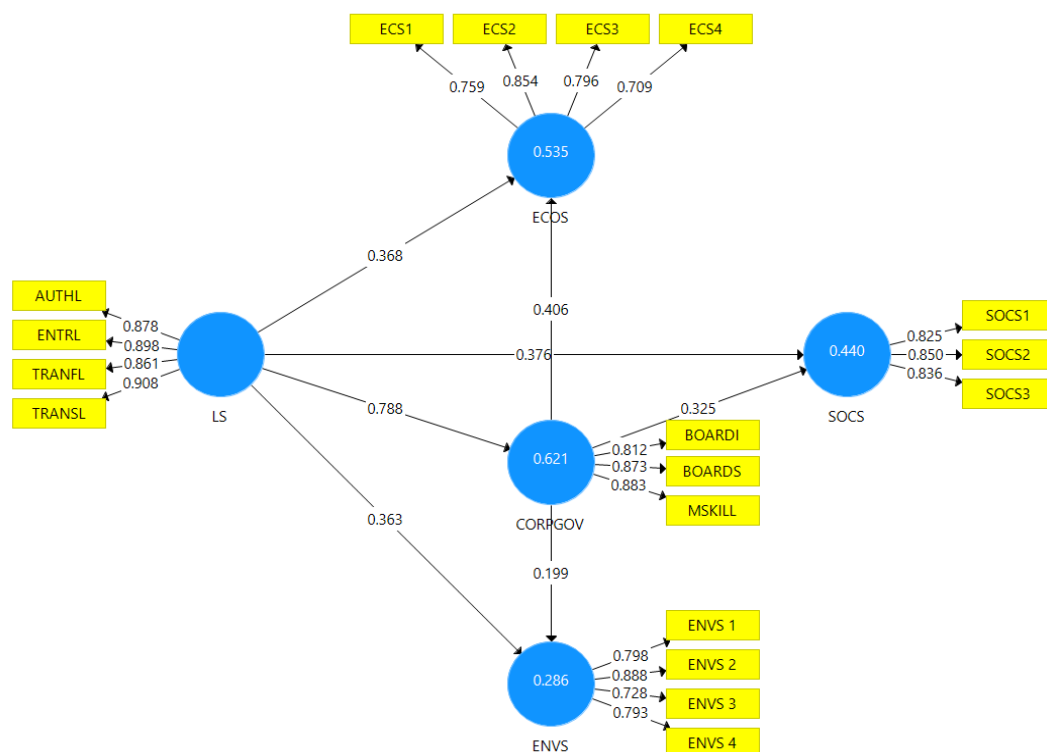 ECS1 ECS2 ECS3 ECS4
0.759 0.854 0.796 0.709
0.535
ECOS
0.368
0.406
AUTHL
ENTRL
TRANFL
TRANSL
0.878
0.898
0.861
0.908
LS
0.376
0.788
0.440
SOCS
0.325
0.825
0.850
0.836
SOCS1
SOCS2
SOCS3
0.621
CORPGOV
0.812
0.873
0.883
BOARDI
BOARDS
MSKILL
0.363
0.199
0.286
ENVS
0.798
0.888
0.728
0.793
ENVS 1
ENVS 2
ENVS 3
ENVS 4